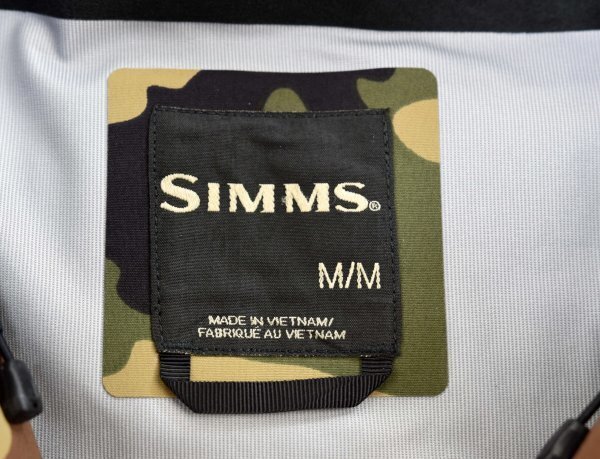 SIMMS®
M/M
MADE IN VIETNAM/
FABRIQUÉ AU VIETNAM